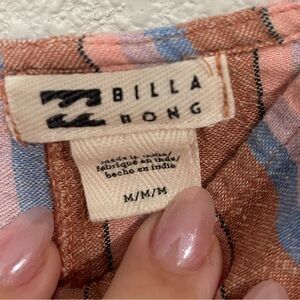 BILLA
BONG
made in india/
fabriqué en inde/
hecho en india
M/M/M